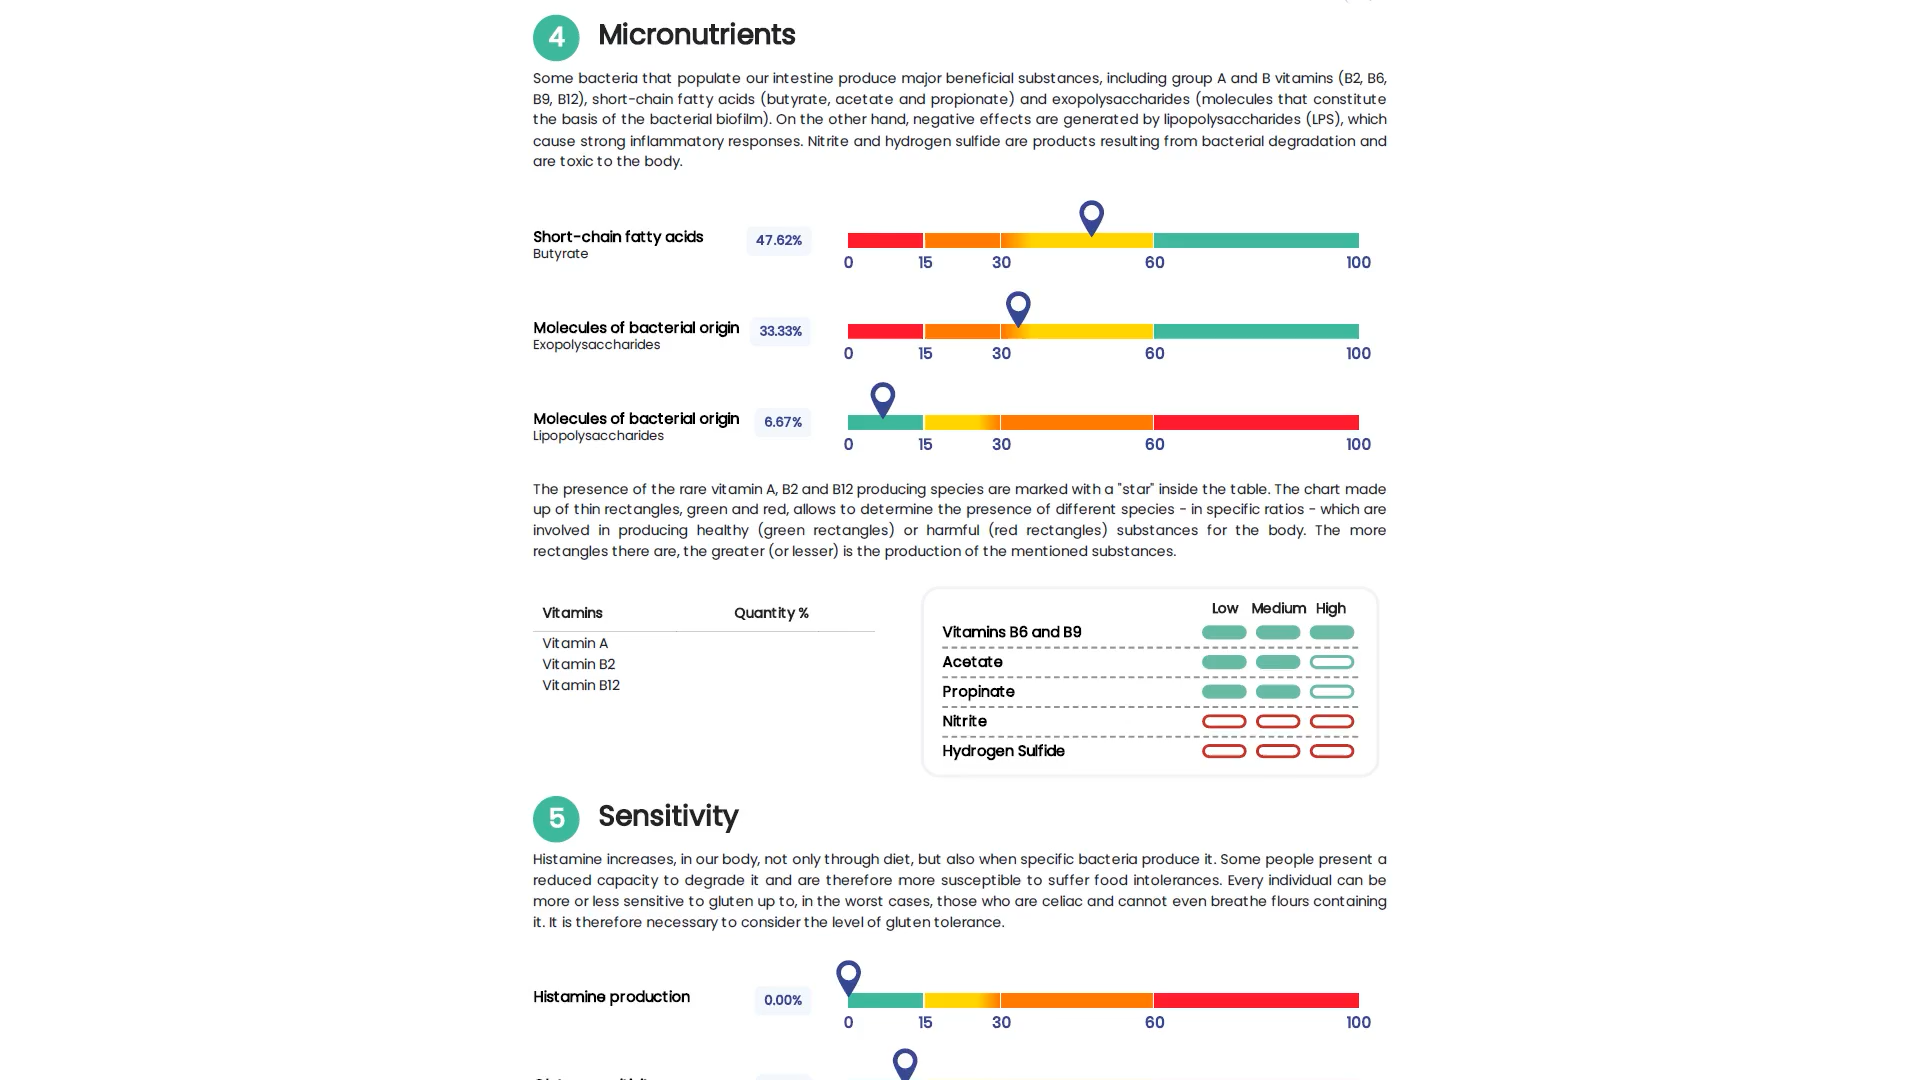 4 Micronutrients
Some bacteria that populate our intestine produce major beneficial substances, including group A and B vitamins (B2, B6,
B9, B12), short-chain fatty acids (butyrate, acetate and propionate) and exopolysaccharides (molecules that constitute
the basis of the bacterial biofilm). On the other hand, negative effects are generated by lipopolysaccharides (LPS), which
cause strong inflammatory responses. Nitrite and hydrogen sulfide are products resulting from bacterial degradation and
are toxic to the body.
Short-chain fatty acids 47.62%
Butyrate
0 15 30 60 100
Molecules of bacterial origin 33.33%
Exopolysaccharides
0 15 30 60 100
Molecules of bacterial origin 6.67%
Lipopolysaccharides
0 15 30 60 100
The presence of the rare vitamin A, B2 and B12 producing species are marked with a "star" inside the table. The chart made
up of thin rectangles, green and red, allows to determine the presence of different species - in specific ratios - which are
involved in producing healthy (green rectangles) or harmful (red rectangles) substances for the body. The more
rectangles there are, the greater (or lesser) is the production of the mentioned substances.
Vitamins Quantity %
Vitamin A
Vitamin B2
Vitamin B12
Low Medium High
Vitamins B6 and B9
Acetate
Propinate
Nitrite
Hydrogen Sulfide
5 Sensitivity
Histamine increases, in our body, not only through diet, but also when specific bacteria produce it. Some people present a
reduced capacity to degrade it and are therefore more susceptible to suffer food intolerances. Every individual can be
more or less sensitive to gluten up to, in the worst cases, those who are celiac and cannot even breathe flours containing
it. It is therefore necessary to consider the level of gluten tolerance.
Histamine production 0.00%
0 15 30 60 100